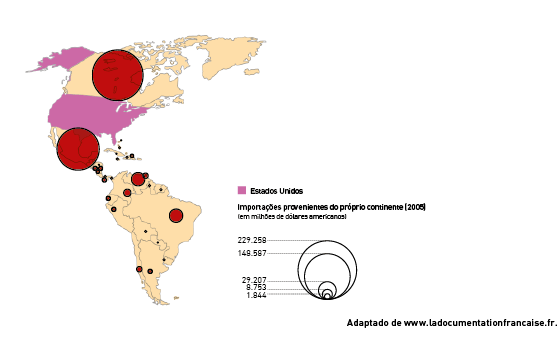 Estados Unidos
Importações provenientes do próprio continente (2005)
(em milhões de dólares americanos)
229.258
148.587
29.207
8.753
1.844
Adaptado de www.ladocumentationfrancaise.fr.